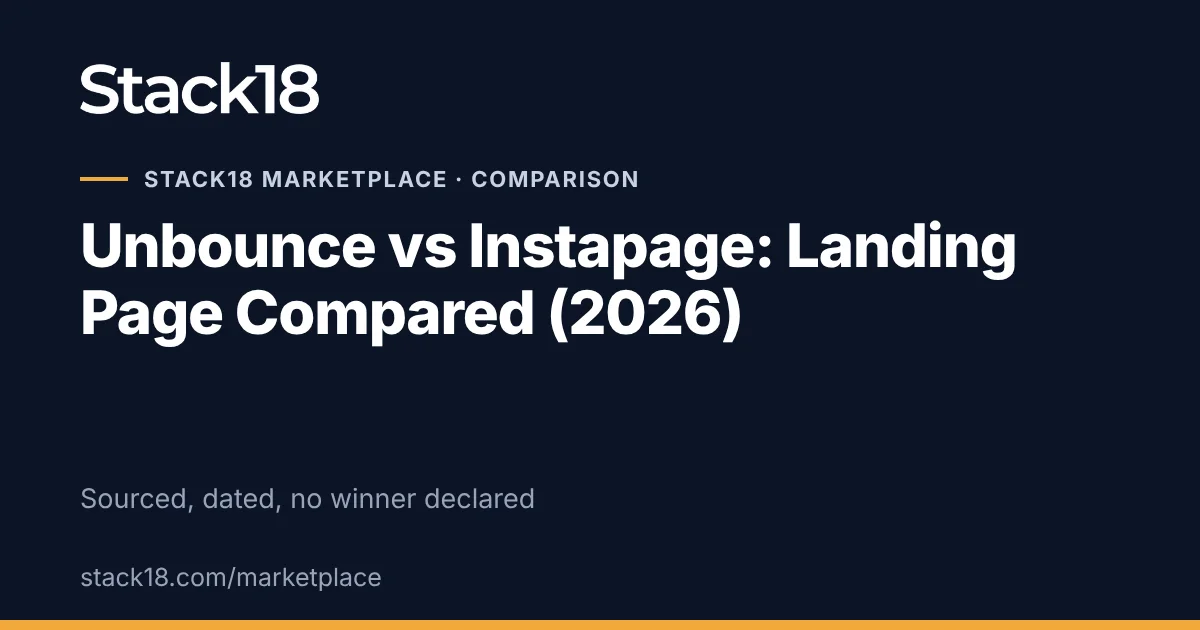 Stack18
STACK18 MARKETPLACE · COMPARISON
Unbounce vs Instapage: Landing
Page Compared (2026)
Sourced, dated, no winner declared
stack18.com/marketplace